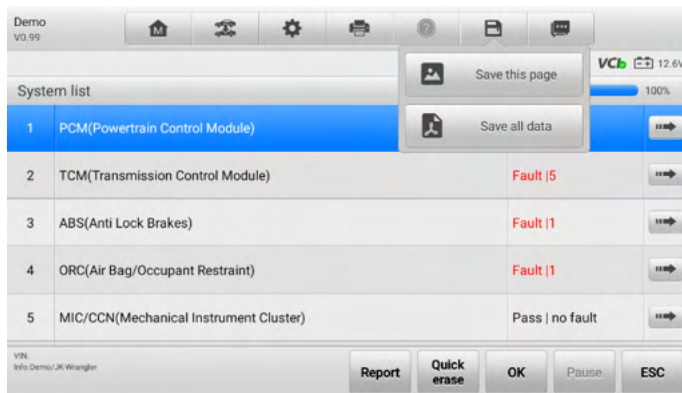 Demo
V0.99
M
?
Save this page
Save all data
VCI
12.6V
System list
100%
1 PCM(Powertrain Control Module)
2 TCM(Transmission Control Module) Fault |5
3 ABS(Anti Lock Brakes) Fault |1
4 ORC(Air Bag/Occupant Restraint) Fault |1
5 MIC/CCN(Mechanical Instrument Cluster) Pass | no fault
VIN:
Info:Demo/JK-Wrangler
Report
Quick
erase
OK
Pause
ESC